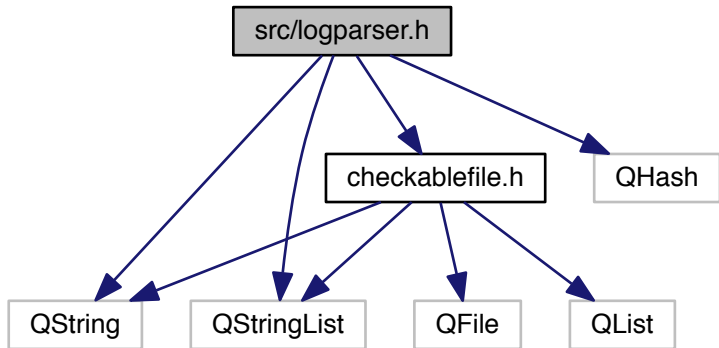 src/logparser.h
checkablefile.h
QHash
QString
QStringList
QFile
QList